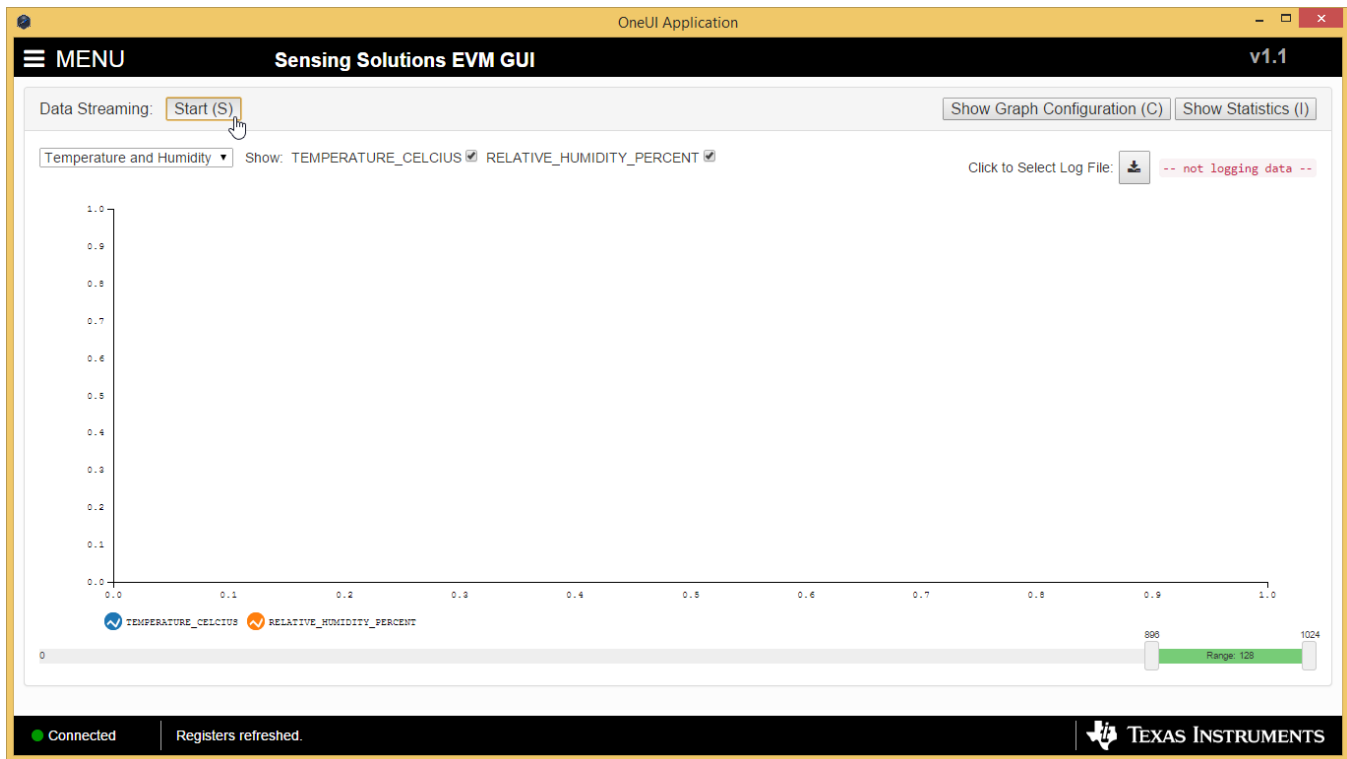 OneUI Application
MENU Sensing Solutions EVM GUI v1.1
Data Streaming: Start (S) Show Graph Configuration (C) Show Statistics (I)
Temperature and Humidity Show: TEMPERATURE_CELCIUS RELATIVE_HUMIDITY_PERCENT
Click to Select Log File: -- not logging data --
1.0
0.9
0.8
0.7
0.6
0.5
0.4
0.3
0.2
0.1
0.0
0.0 0.1 0.2 0.3 0.4 0.5 0.6 0.7 0.8 0.9 1.0
TEMPERATURE_CELCIUS RELATIVE_HUMIDITY_PERCENT
896 1024
0 Range: 128
Connected Registers refreshed. TEXAS INSTRUMENTS